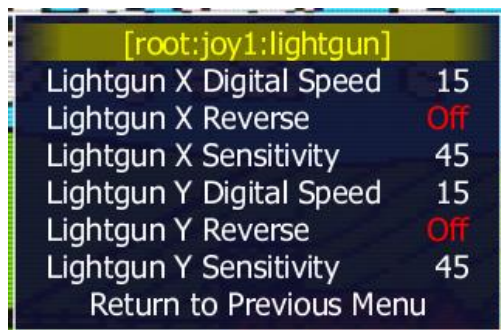 [root:joy1:lightgun]
Lightgun X Digital Speed 15
Lightgun X Reverse Off
Lightgun X Sensitivity 45
Lightgun Y Digital Speed 15
Lightgun Y Reverse Off
Lightgun Y Sensitivity 45
Return to Previous Menu